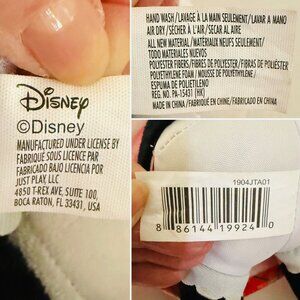 Disney
©Disney
MANUFACTURED UNDER LICENSE BY
FABRIQUÉ SOUS LICENCE PAR
FABRICADO BAJO LICENCIA POR
JUST PLAY, LLC
4850 T-REX AVE, SUITE 100,
BOCA RATON, FL 33431, USA
HAND WASH / LAVAGE À LA MAIN SEULEMENT / LAVAR A MANO
AIR DRY / SÉCHER À L'AIR / SECAR AL AIRE
ALL NEW MATERIAL / MATÉRIAUX NEUFS SEULEMENT /
TODO MATERIALES NUEVOS
POLYESTER FIBERS / FIBRES DE POLYESTER / FIBRAS DE POLIÉSTER
POLYETHYLENE FOAM / MOUSSE DE POLYÉTHYLÈNE /
ESPUMA DE POLIETILENO
REG. NO. PA-15431 (HK)
MADE IN CHINA / FABRIQUÉ EN CHINE / FABRICADO EN CHINA
1904JTA01
8 86144 19924 0